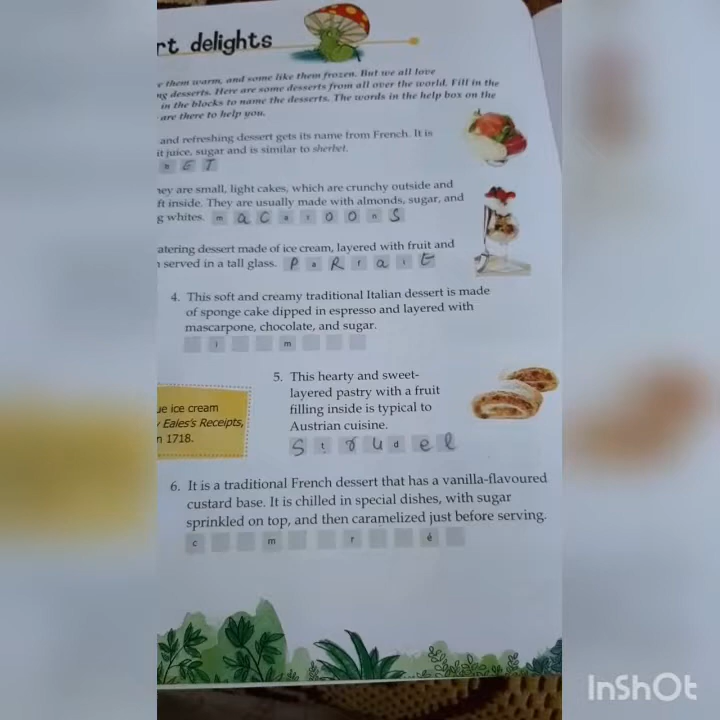 rt delights
r them warm, and some like them frozen. But we all love
ng desserts. Here are some desserts from all over the world. Fill in the
in the blocks to name the desserts. The words in the help box on the
are there to help you.
and refreshing dessert gets its name from French. It is
it juice, sugar and is similar to sherbet.
E T
hey are small, light cakes, which are crunchy outside and
ft inside. They are usually made with almonds, sugar, and
g whites. m a C a r o o n S
atering dessert made of ice cream, layered with fruit and
served in a tall glass. P a R f a i t
4. This soft and creamy traditional Italian dessert is made
of sponge cake dipped in espresso and layered with
mascarpone, chocolate, and sugar.
i m
5. This hearty and sweet-
layered pastry with a fruit
filling inside is typical to
Austrian cuisine.
S t r u d e l
ue ice cream
Eales's Receipts,
n 1718.
6. It is a traditional French dessert that has a vanilla-flavoured
custard base. It is chilled in special dishes, with sugar
sprinkled on top, and then caramelized just before serving.
c m r é
InShOt